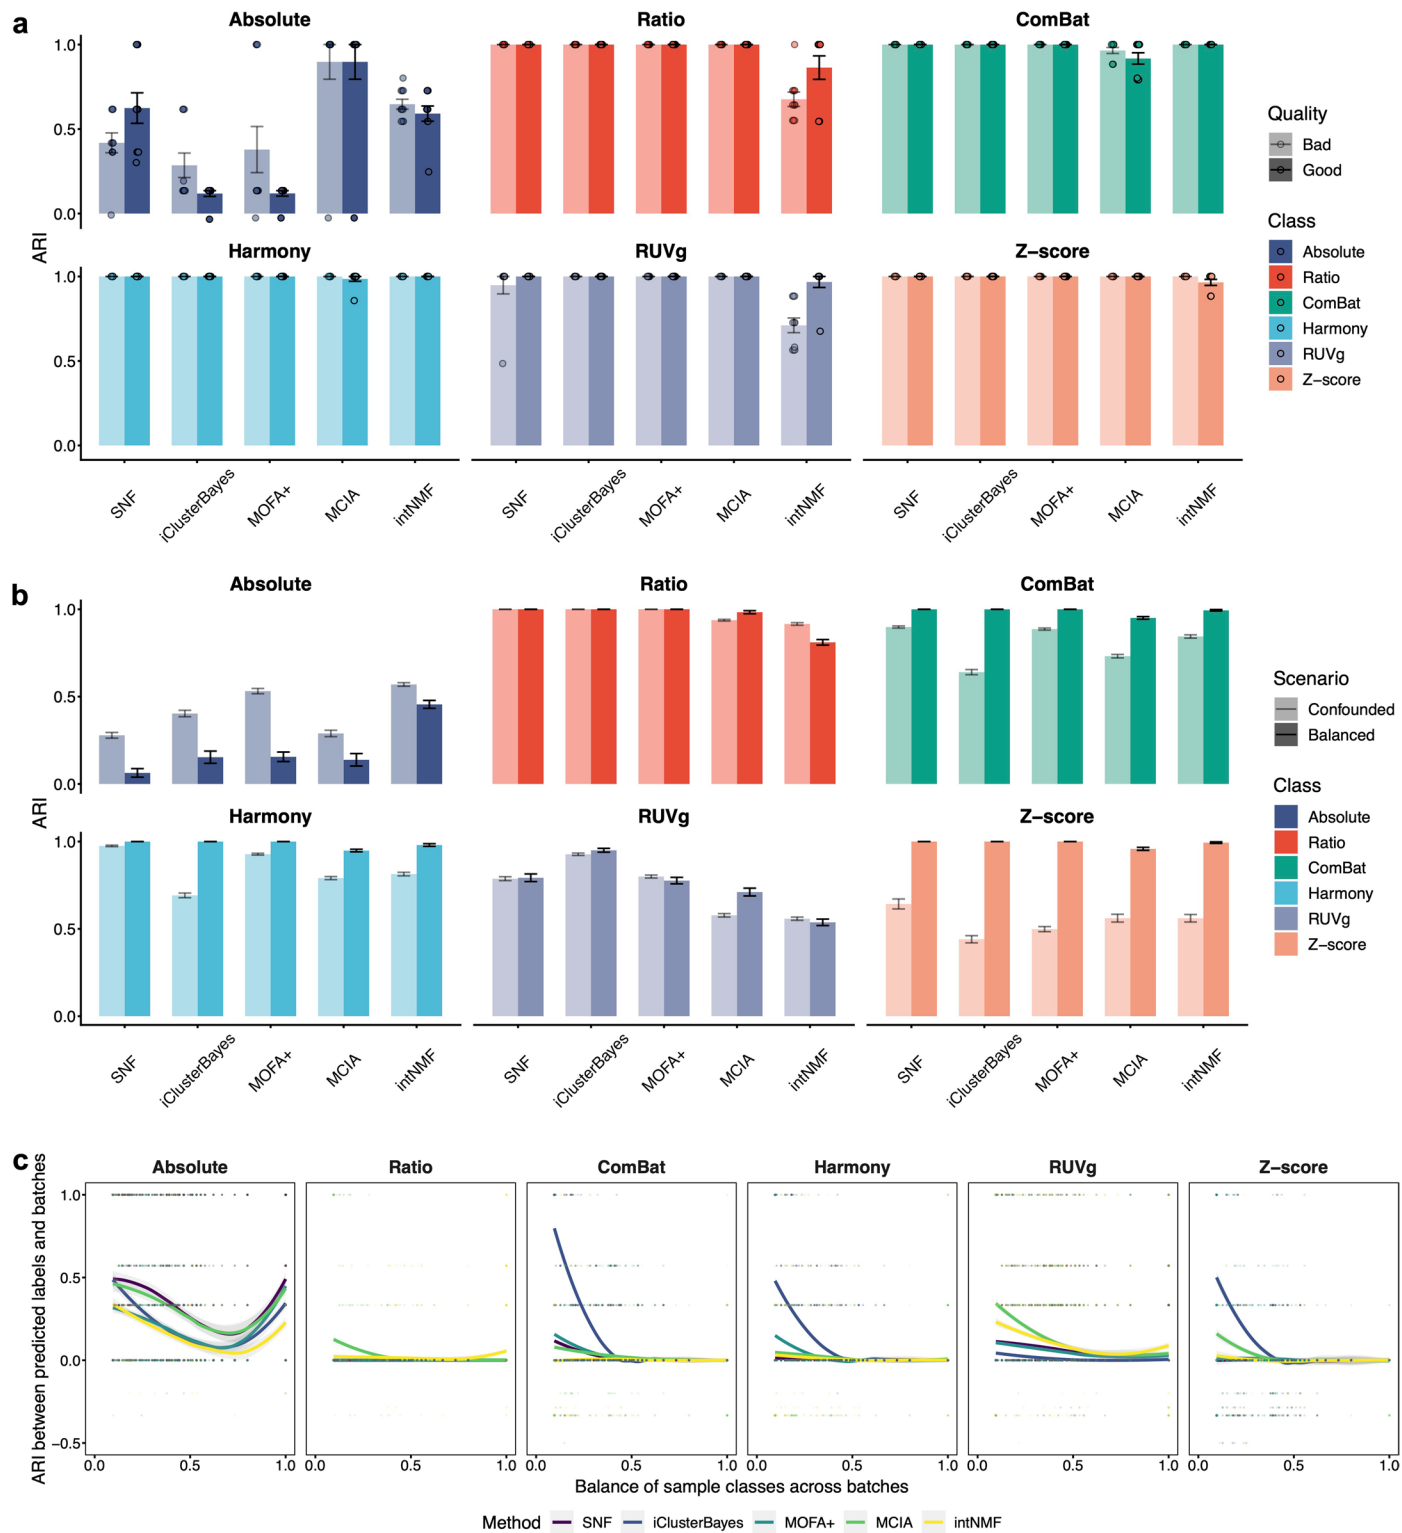 a
Absolute
Ratio
ComBat
1.0
0.5
0.0
Harmony
RUVg
Z−score
1.0
0.5
0.0
ARI
SNF
iClusterBayes
MOFA+
MCIA
intNMF
SNF
iClusterBayes
MOFA+
MCIA
intNMF
SNF
iClusterBayes
MOFA+
MCIA
intNMF
Quality
Bad
Good
Class
Absolute
Ratio
ComBat
Harmony
RUVg
Z−score
b
Absolute
Ratio
ComBat
1.0
0.5
0.0
Harmony
RUVg
Z−score
1.0
0.5
0.0
ARI
SNF
iClusterBayes
MOFA+
MCIA
intNMF
SNF
iClusterBayes
MOFA+
MCIA
intNMF
SNF
iClusterBayes
MOFA+
MCIA
intNMF
Scenario
Confounded
Balanced
Class
Absolute
Ratio
ComBat
Harmony
RUVg
Z−score
c
Absolute
Ratio
ComBat
Harmony
RUVg
Z−score
ARI between predicted labels and batches
1.0
0.5
0.0
−0.5
0.0 0.5 1.0
0.0 0.5 1.0
0.0 0.5 1.0
0.0 0.5 1.0
0.0 0.5 1.0
0.0 0.5 1.0
Balance of sample classes across batches
Method SNF iClusterBayes MOFA+ MCIA intNMF